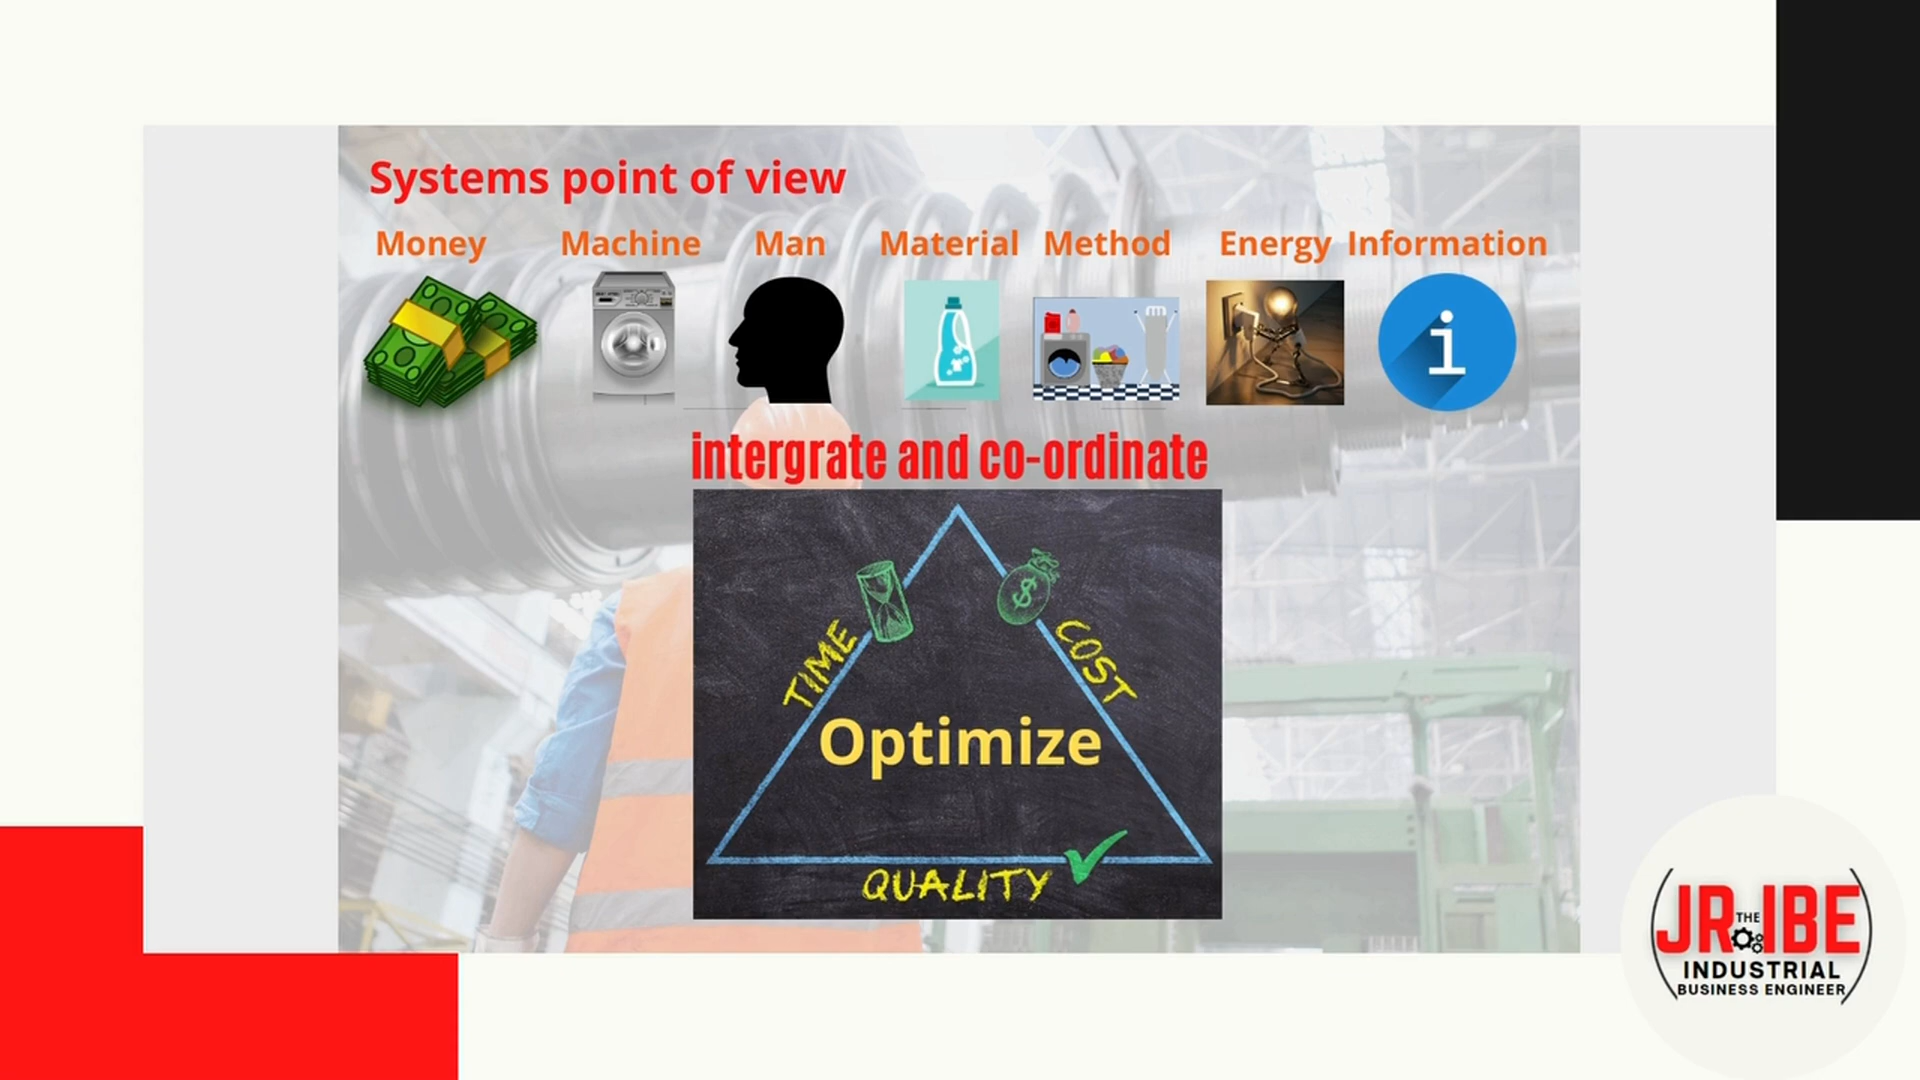 Systems point of view
Money Machine Man Material Method Energy Information
i
intergrate and co-ordinate
$
TIME
COST
Optimize
QUALITY
JR THE IBE
INDUSTRIAL
BUSINESS ENGINEER